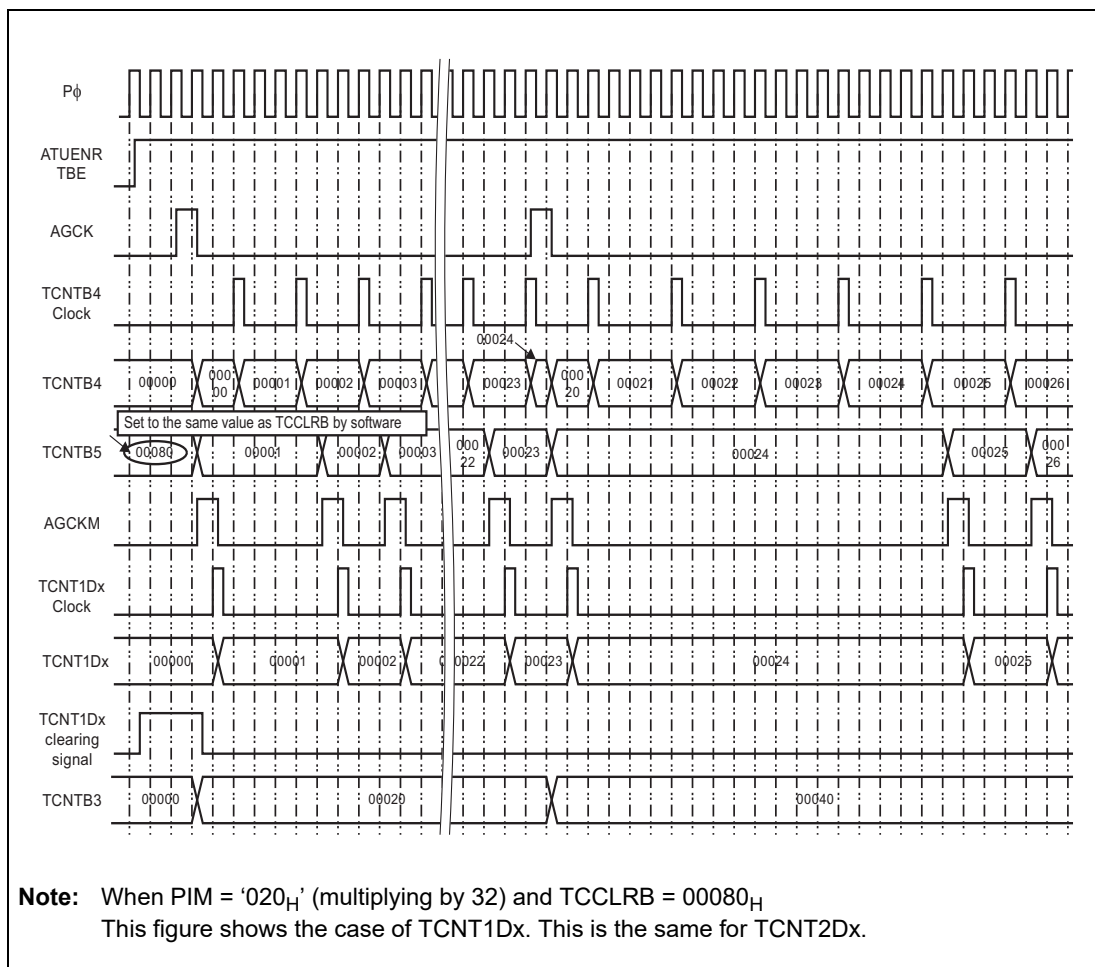 Pϕ
ATUENR
TBE
AGCK
TCNTB4
Clock
00024
TCNTB4
00000
000
00
00001
00002
00003
00023
000
20
00021
00022
00023
00024
00025
00026
Set to the same value as TCCLRB by software
TCNTB5
00080
00001
00002
00003
000
22
00023
00024
00025
000
26
AGCKM
TCNT1Dx
Clock
TCNT1Dx
00000
00001
00002
00022
00023
00024
00025
TCNT1Dx
clearing
signal
TCNTB3
00000
00020
00040
Note: When PIM = ‘020H’ (multiplying by 32) and TCCLRB = 00080H
This figure shows the case of TCNT1Dx. This is the same for TCNT2Dx.